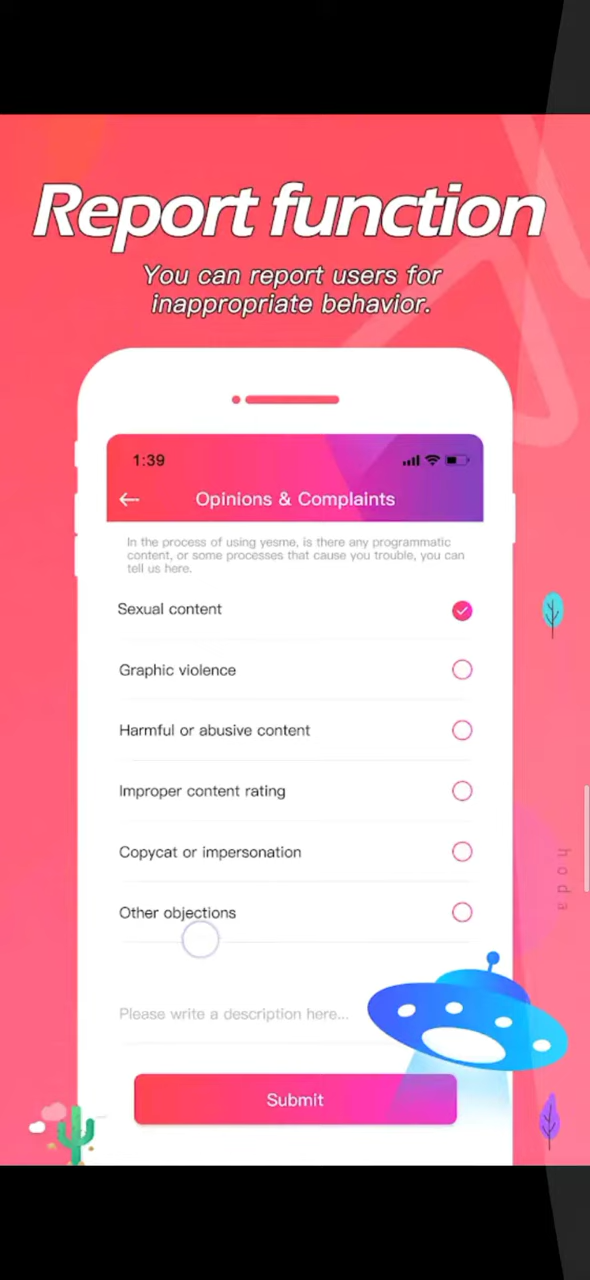 Report function
You can report users for
inappropriate behavior.
1:39
Opinions & Complaints
In the process of using yesme, is there any programmatic
content, or some processes that cause you trouble, you can
tell us here.
Sexual content
Graphic violence
Harmful or abusive content
Improper content rating
Copycat or impersonation
hoda
Other objections
Please write a description here...
Submit